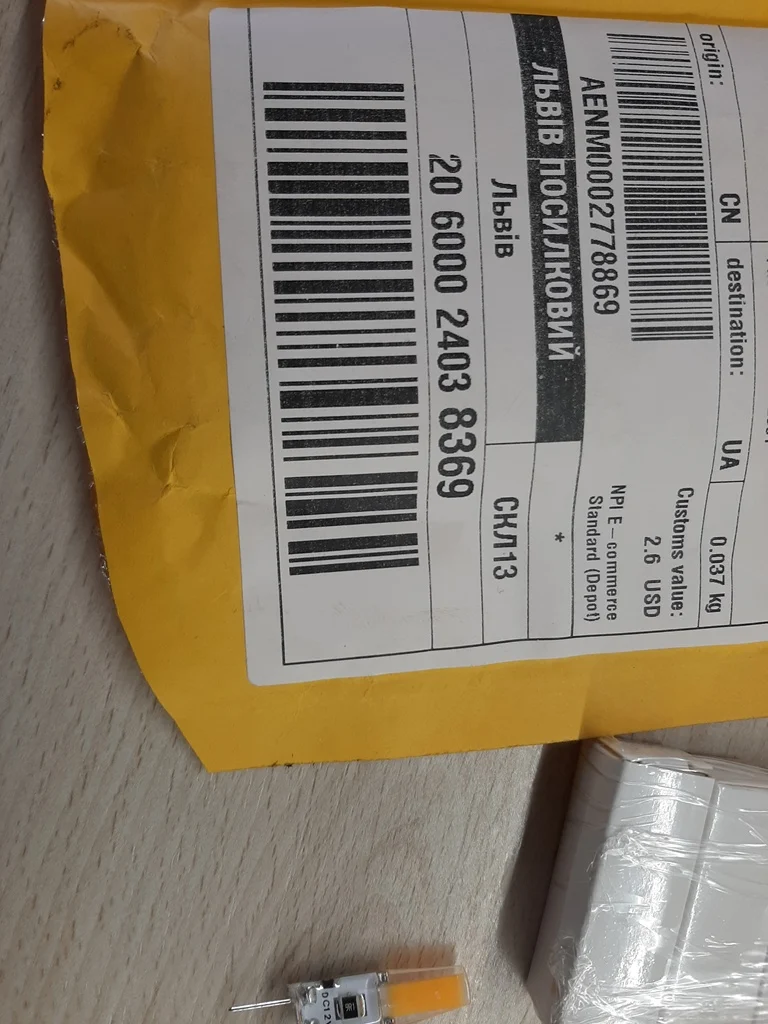 origin: CN destination: UA 0.037 kg
Customs value:
2.6 USD
AENM0002778869
NPI E-commerce
Standard (Depot)
ЛЬВІВ ПОСИЛКОВИЙ *
Львів СКЛ13
20 6000 2403 8369
DC12V